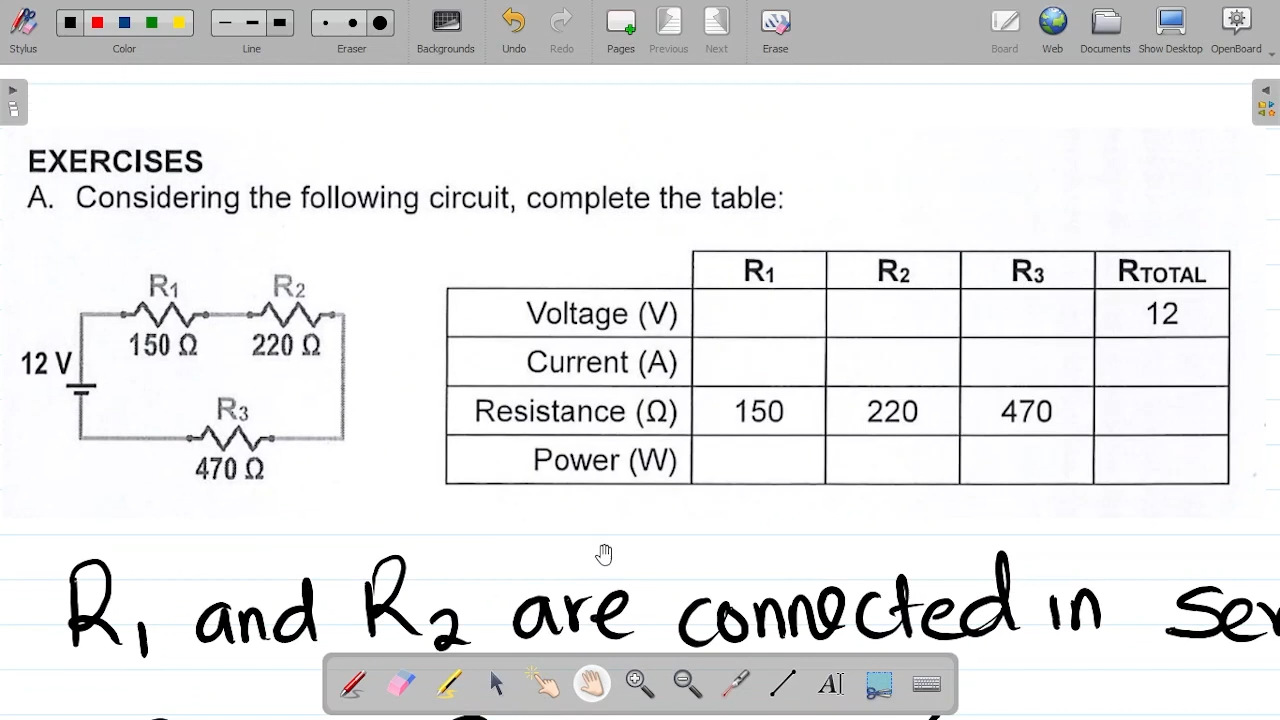 Stylus Color Line Eraser Backgrounds Undo Redo Pages Previous Next Erase Board Web Documents Show Desktop OpenBoard
EXERCISES
A. Considering the following circuit, complete the table:
R1 R2
150 Ω 220 Ω
12 V
R3
470 Ω
R1 R2 R3 RTOTAL
Voltage (V) 12
Current (A)
Resistance (Ω) 150 220 470
Power (W)
R1 and R2 are connected in ser